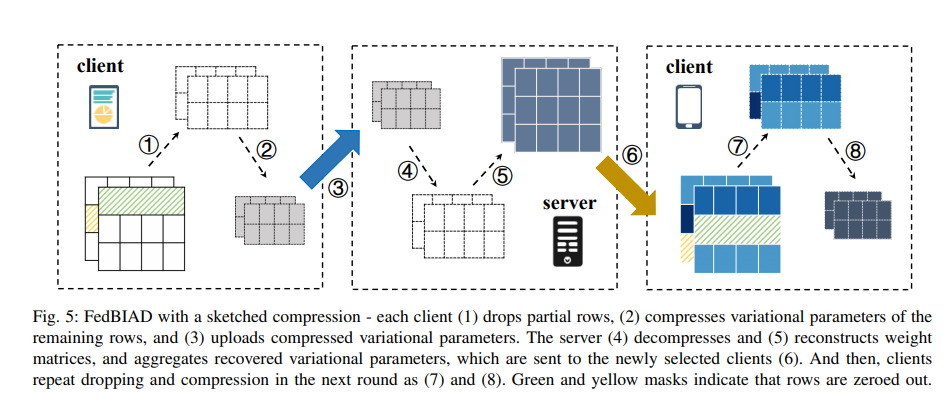 client
①
②
③
④
⑤
server
⑥
client
⑦
⑧
Fig. 5: FedBIAD with a sketched compression - each client (1) drops partial rows, (2) compresses variational parameters of the
remaining rows, and (3) uploads compressed variational parameters. The server (4) decompresses and (5) reconstructs weight
matrices, and aggregates recovered variational parameters, which are sent to the newly selected clients (6). And then, clients
repeat dropping and compression in the next round as (7) and (8). Green and yellow masks indicate that rows are zeroed out.